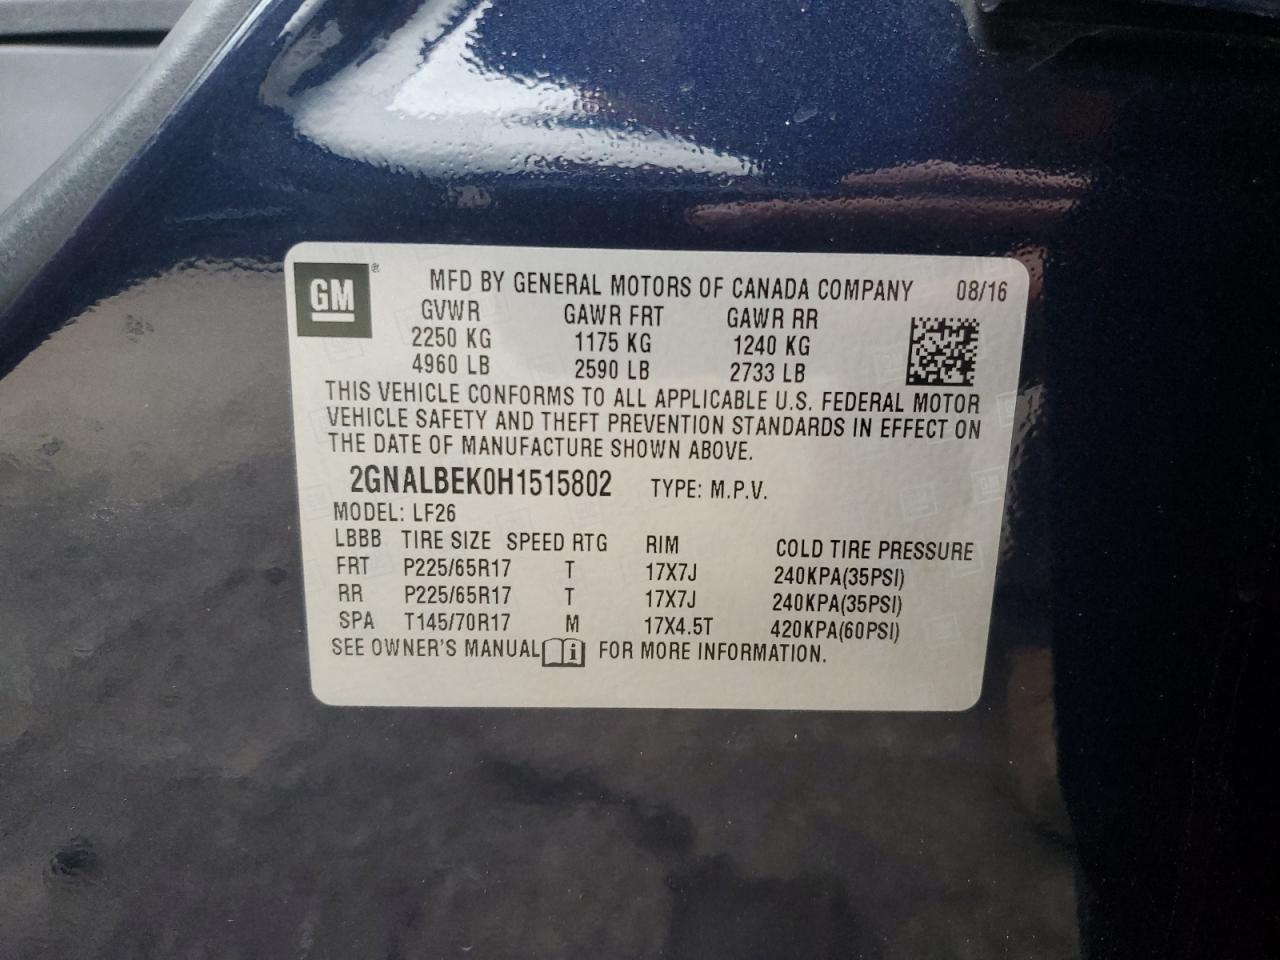 GM ® MFD BY GENERAL MOTORS OF CANADA COMPANY 08/16
GVWR GAWR FRT GAWR RR
2250 KG 1175 KG 1240 KG
4960 LB 2590 LB 2733 LB
THIS VEHICLE CONFORMS TO ALL APPLICABLE U.S. FEDERAL MOTOR
VEHICLE SAFETY AND THEFT PREVENTION STANDARDS IN EFFECT ON
THE DATE OF MANUFACTURE SHOWN ABOVE.
2GNALBEK0H1515802 TYPE: M.P.V.
MODEL: LF26
LBBB TIRE SIZE SPEED RTG RIM COLD TIRE PRESSURE
FRT P225/65R17 T 17X7J 240KPA(35PSI)
RR P225/65R17 T 17X7J 240KPA(35PSI)
SPA T145/70R17 M 17X4.5T 420KPA(60PSI)
SEE OWNER'S MANUAL i FOR MORE INFORMATION.